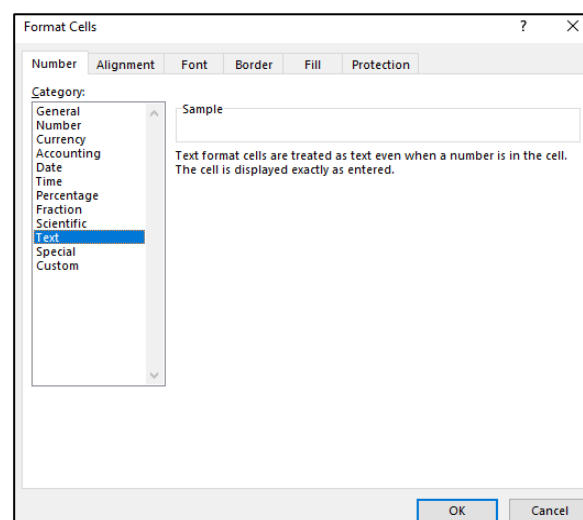 Format Cells ? X
Number Alignment Font Border Fill Protection
Category:
General
Number
Currency
Accounting
Date
Time
Percentage
Fraction
Scientific
Text
Special
Custom
Sample
Text format cells are treated as text even when a number is in the cell.
The cell is displayed exactly as entered.
OK Cancel